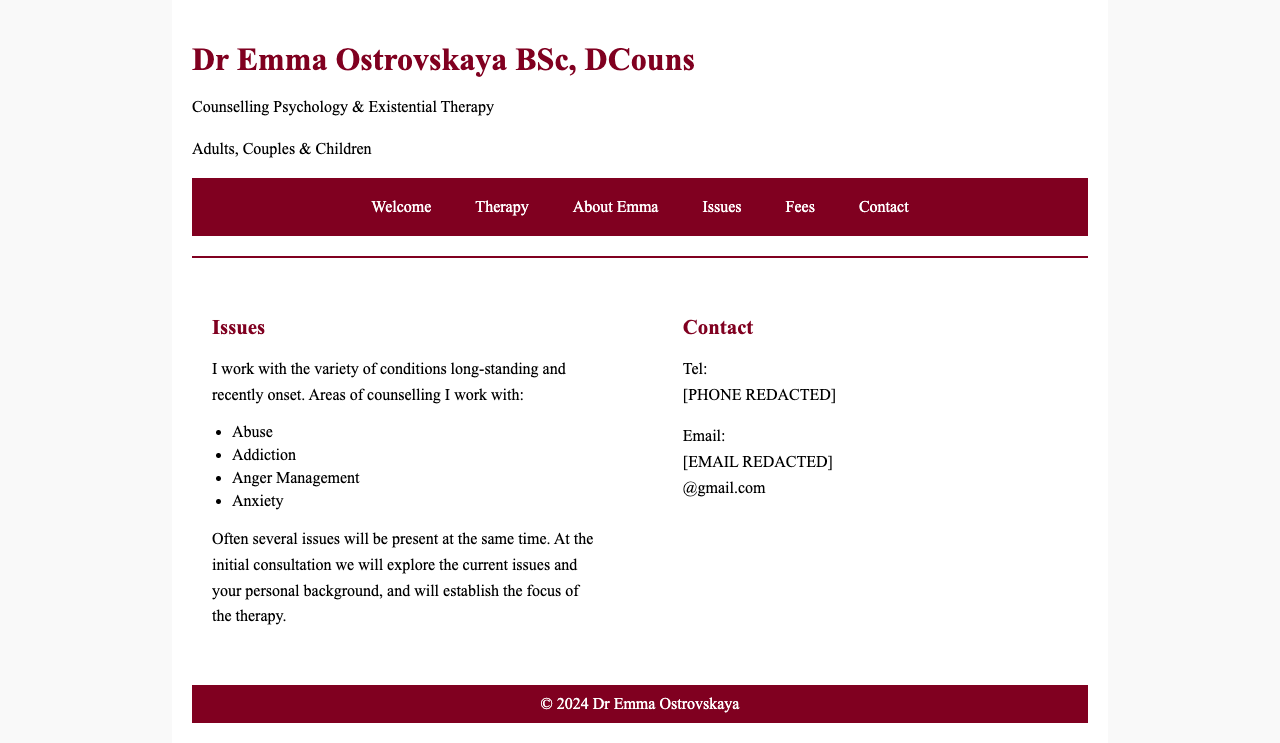 Dr Emma Ostrovskaya BSc, DCouns
Counselling Psychology & Existential Therapy
Adults, Couples & Children
Welcome Therapy About Emma Issues Fees Contact
Issues
I work with the variety of conditions long-standing and
recently onset. Areas of counselling I work with:
• Abuse
• Addiction
• Anger Management
• Anxiety
Often several issues will be present at the same time. At the
initial consultation we will explore the current issues and
your personal background, and will establish the focus of
the therapy.
Contact
Tel:
[PHONE REDACTED]
Email:
[EMAIL REDACTED]
@gmail.com
© 2024 Dr Emma Ostrovskaya